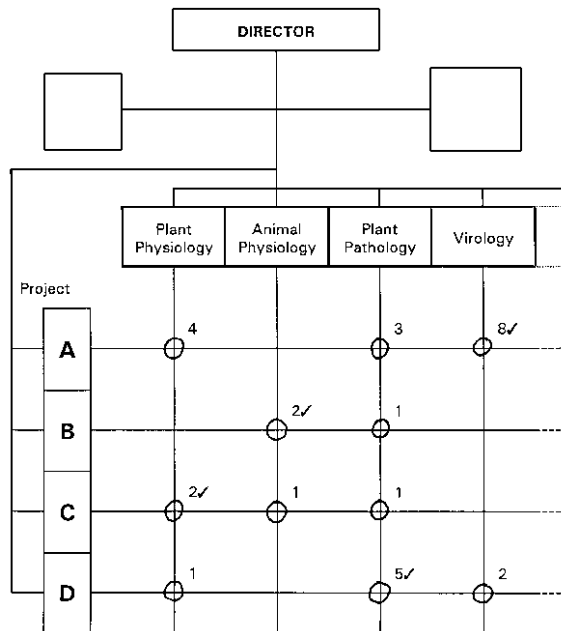 DIRECTOR
Plant Physiology
Animal Physiology
Plant Pathology
Virology
Project
4
3
8✓
A
2✓
1
B
2✓
1
1
C
1
5✓
2
D